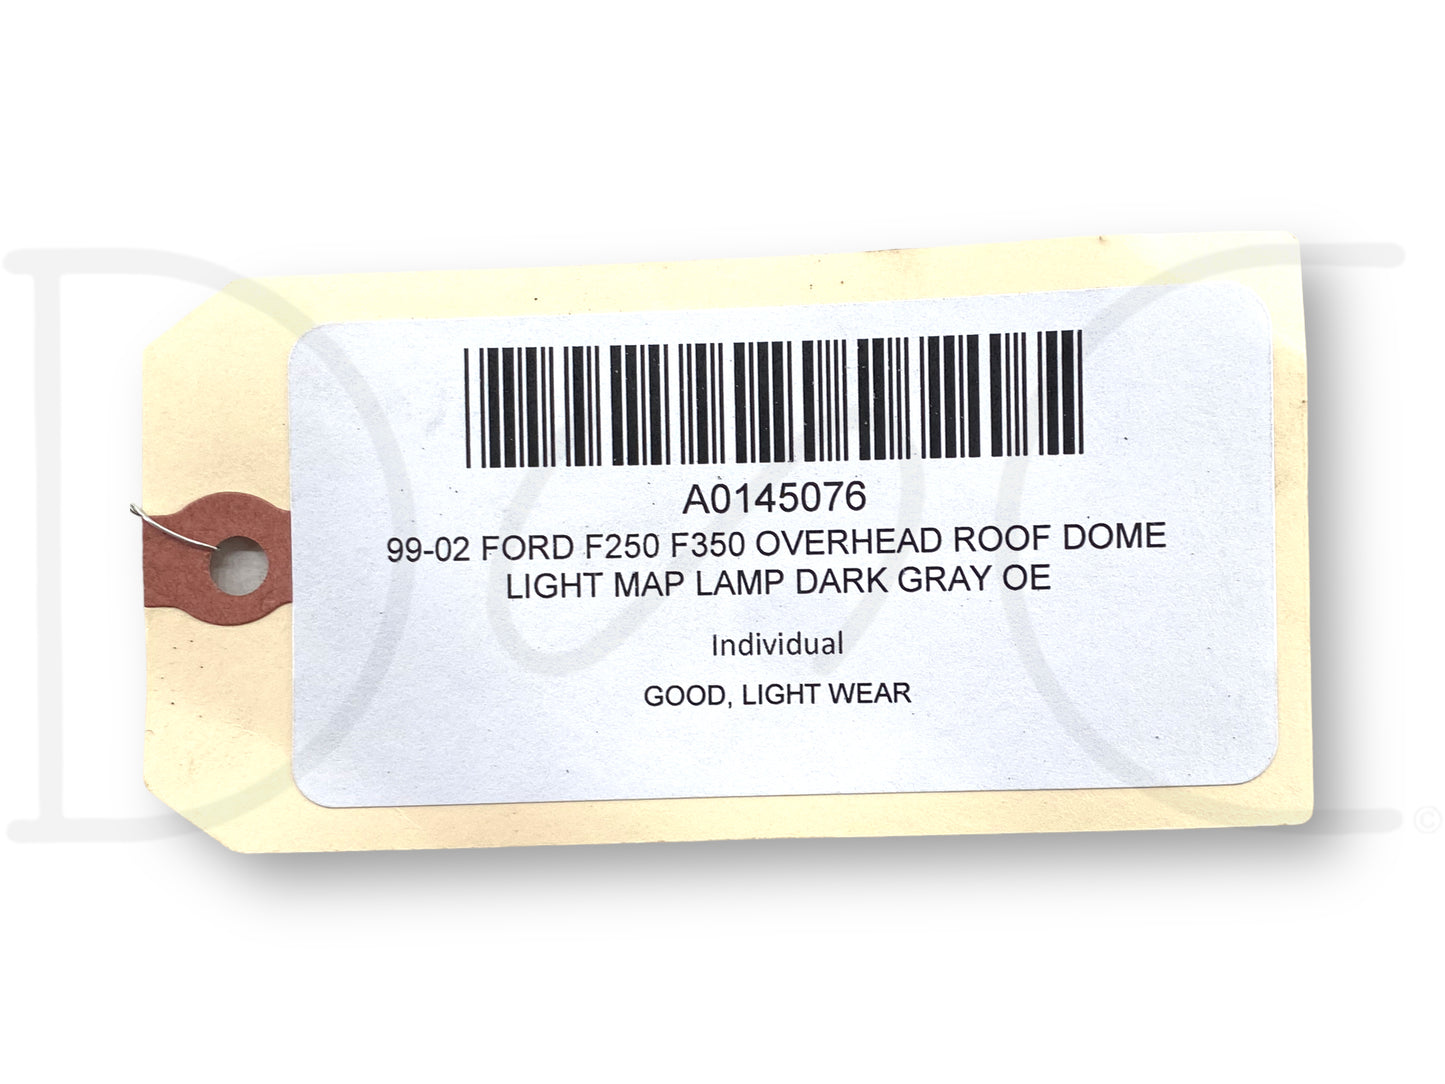 A0145076
99-02 FORD F250 F350 OVERHEAD ROOF DOME
LIGHT MAP LAMP DARK GRAY OE
Individual
GOOD, LIGHT WEAR
©